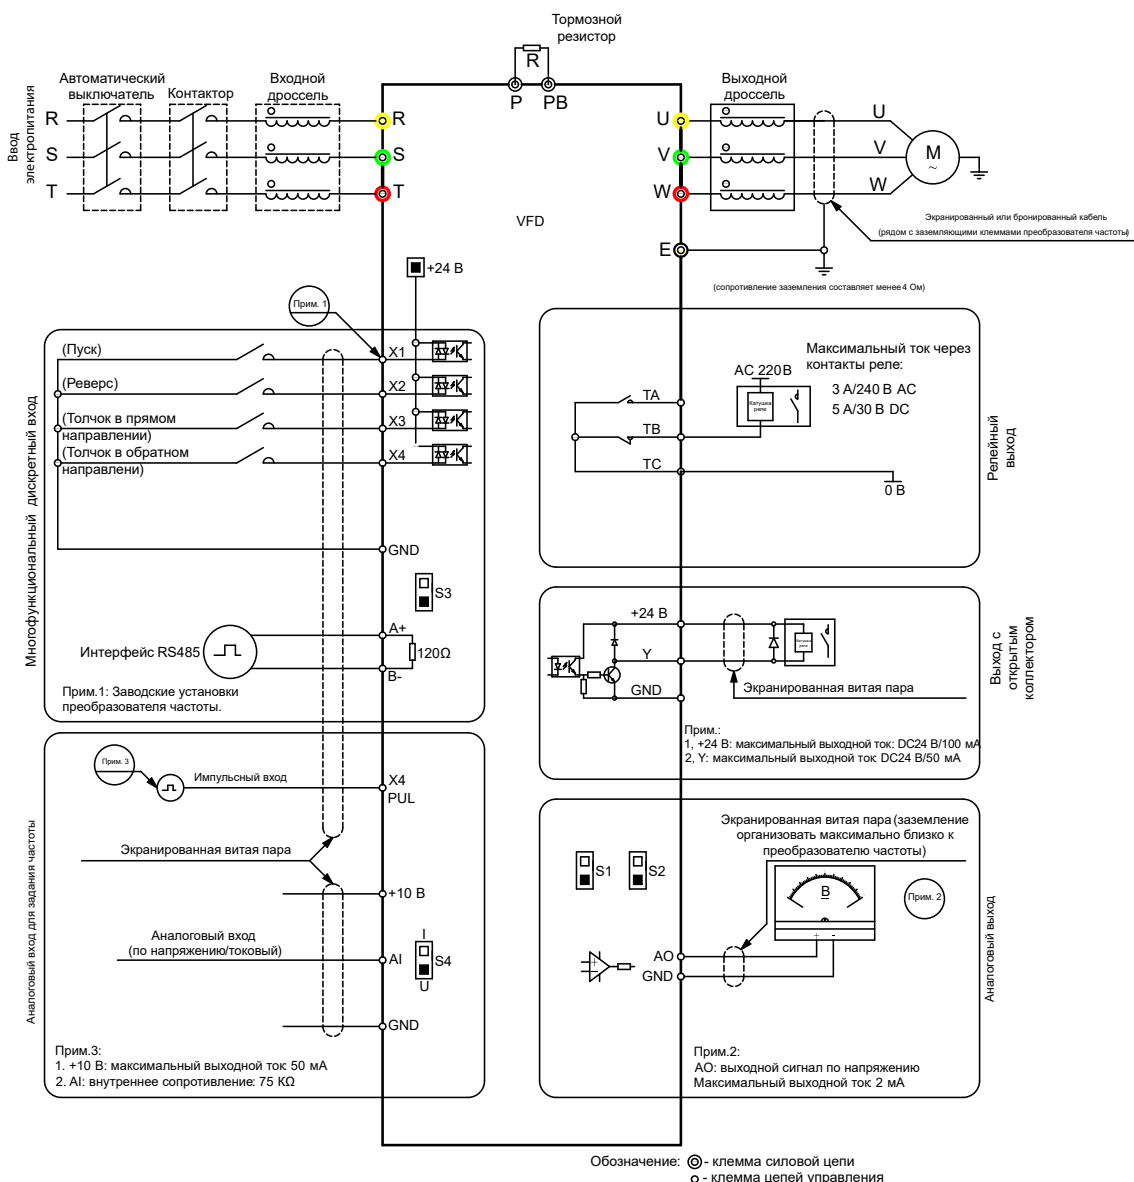 Тормозной
резистор
R
P
PB
Ввод
электропитания
Автоматический
выключатель
Контактор
Входной
дроссель
R
S
T
R
S
T
VFD
U
V
W
E
Выходной
дроссель
U
V
W
M
~
Экранированный или бронированный кабель
(рядом с заземляющими клеммами преобразователя частоты)
(сопротивление заземления составляет менее 4 Ом)
+24 В
Прим. 1
Многофункциональный дискретный вход
(Пуск)
X1
(Реверс)
X2
(Толчок в прямом
направлении)
X3
(Толчок в обратном
направлени)
X4
GND
S3
A+
Интерфейс RS485
120Ω
B-
Прим.1: Заводские установки
преобразователя частоты.
Аналоговый вход для задания частоты
Прим. 3
Импульсный вход
X4
PUL
Экранированная витая пара
+10 В
Аналоговый вход
(по напряжению/токовый)
AI
I
S4
U
GND
Прим.3:
1. +10 В: максимальный выходной ток: 50 мА
2. AI: внутреннее сопротивление: 75 KΩ
Релейный
выход
Максимальный ток через
контакты реле:
3 А/240 В AC
5 А/30 В DC
AC 220В
Катушка
реле
TA
TB
TC
0 В
Выход с
открытым
коллектором
+24 В
Y
GND
Катушка
реле
Экранированная витая пара
Прим.:
1, +24 В: максимальный выходной ток: DC24 В/100 мА
2, Y: максимальный выходной ток: DC24 В/50 мА
Аналоговый выход
Экранированная витая пара (заземление
организовать максимально близко к
преобразователю частоты)
S1
S2
В
+ -
Прим. 2
AO
GND
Прим.2:
AO: выходной сигнал по напряжению
Максимальный выходной ток: 2 мА
Обозначение: - клемма силовой цепи
- клемма цепей управления